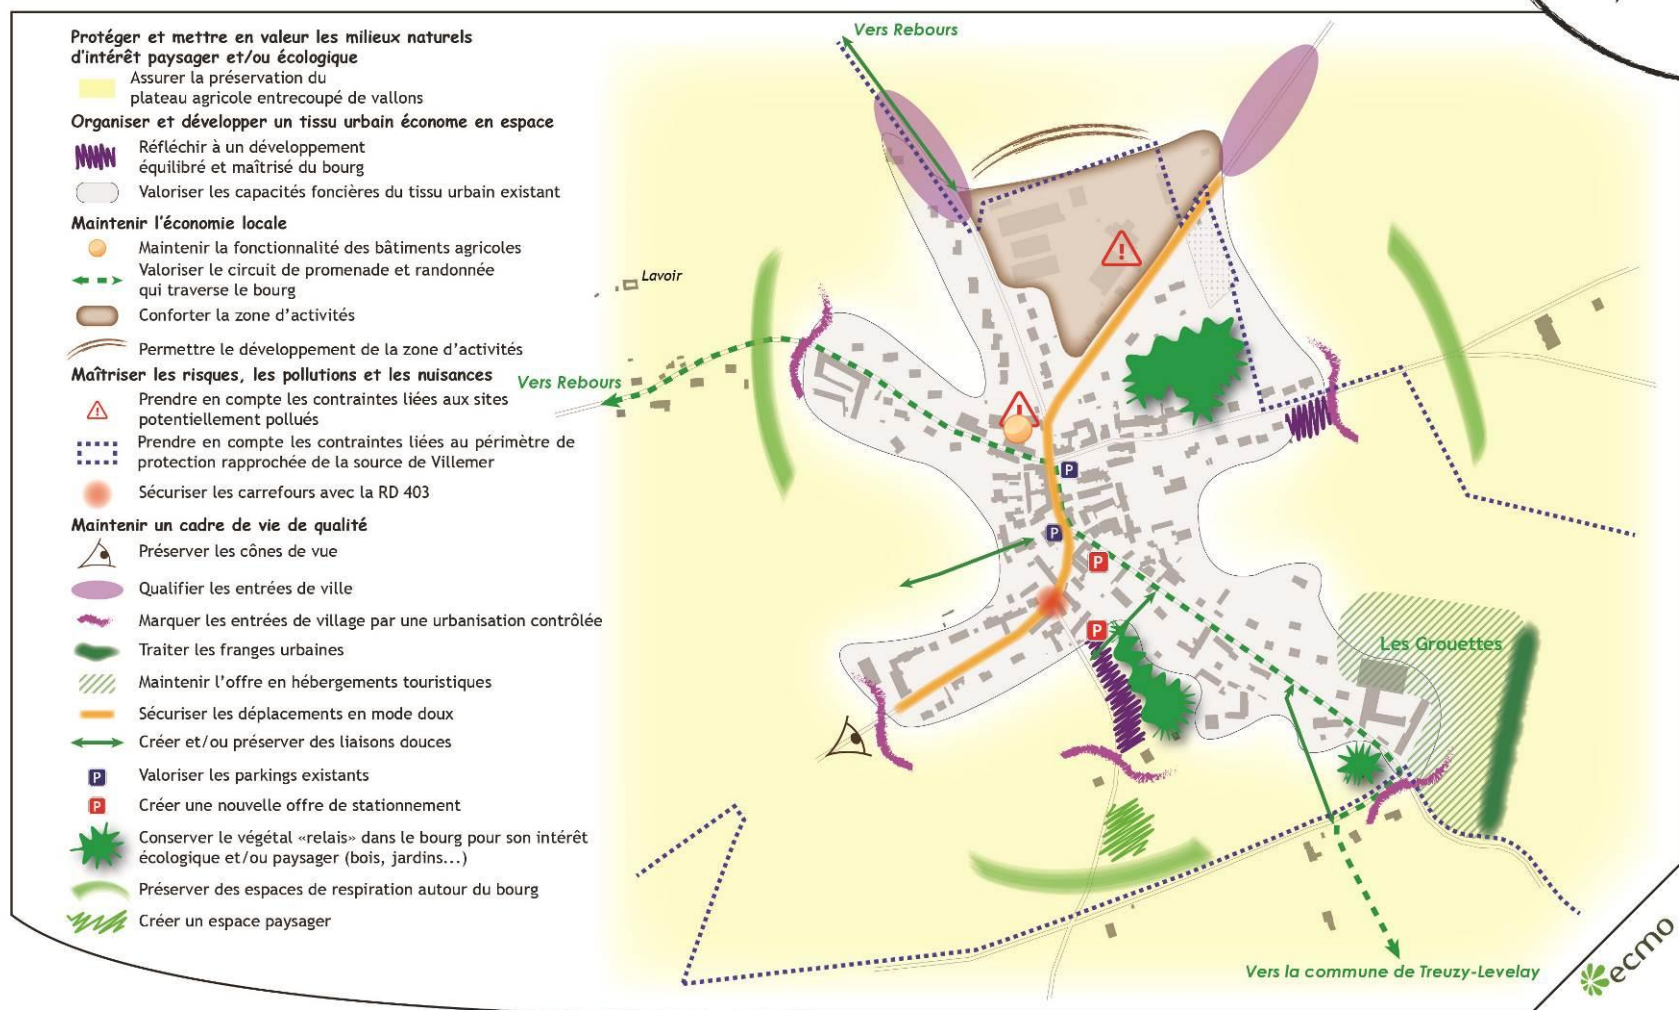 Protéger et mettre en valeur les milieux naturels
d'intérêt paysager et/ou écologique
Assurer la préservation du
plateau agricole entrecoupé de vallons
Organiser et développer un tissu urbain économe en espace
Réfléchir à un développement
équilibré et maîtrisé du bourg
Valoriser les capacités foncières du tissu urbain existant
Maintenir l'économie locale
Maintenir la fonctionnalité des bâtiments agricoles
Valoriser le circuit de promenade et randonnée
qui traverse le bourg
Conforter la zone d'activités
Permettre le développement de la zone d'activités
Maîtriser les risques, les pollutions et les nuisances
Prendre en compte les contraintes liées aux sites
potentiellement pollués
Prendre en compte les contraintes liées au périmètre de
protection rapprochée de la source de Villemer
Sécuriser les carrefours avec la RD 403
Maintenir un cadre de vie de qualité
Préserver les cônes de vue
Qualifier les entrées de ville
Marquer les entrées de village par une urbanisation contrôlée
Traiter les franges urbaines
Maintenir l'offre en hébergements touristiques
Sécuriser les déplacements en mode doux
Créer et/ou préserver des liaisons douces
P
Valoriser les parkings existants
P
Créer une nouvelle offre de stationnement
Conserver le végétal «relais» dans le bourg pour son intérêt
écologique et/ou paysager (bois, jardins...)
Préserver des espaces de respiration autour du bourg
Créer un espace paysager
Vers Rebours
Lavoir
Vers Rebours
P
P
P
P
Les Grouettes
Vers la commune de Treuzy-Levelay
ecmo